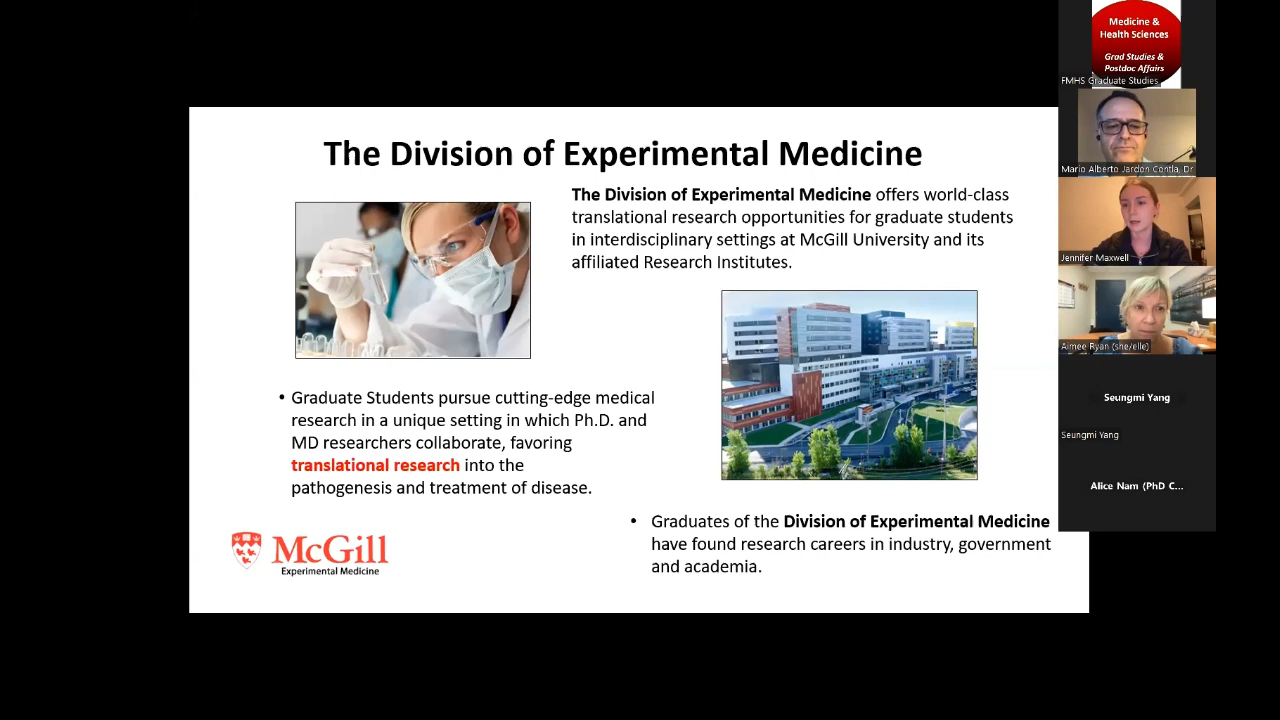 The Division of Experimental Medicine
The Division of Experimental Medicine offers world-class
translational research opportunities for graduate students
in interdisciplinary settings at McGill University and its
affiliated Research Institutes.
• Graduate Students pursue cutting-edge medical
research in a unique setting in which Ph.D. and
MD researchers collaborate, favoring
translational research into the
pathogenesis and treatment of disease.
• Graduates of the Division of Experimental Medicine
have found research careers in industry, government
and academia.
McGill
Experimental Medicine
Medicine &
Health Sciences
Grad Studies &
Postdoc Affairs
FMHS Graduate Studies
Mario Alberto Jardon Contla, Dr
Jennifer Maxwell
Aimee Ryan (she/elle)
Seungmi Yang
Seungmi Yang
Alice Nam (PhD C...